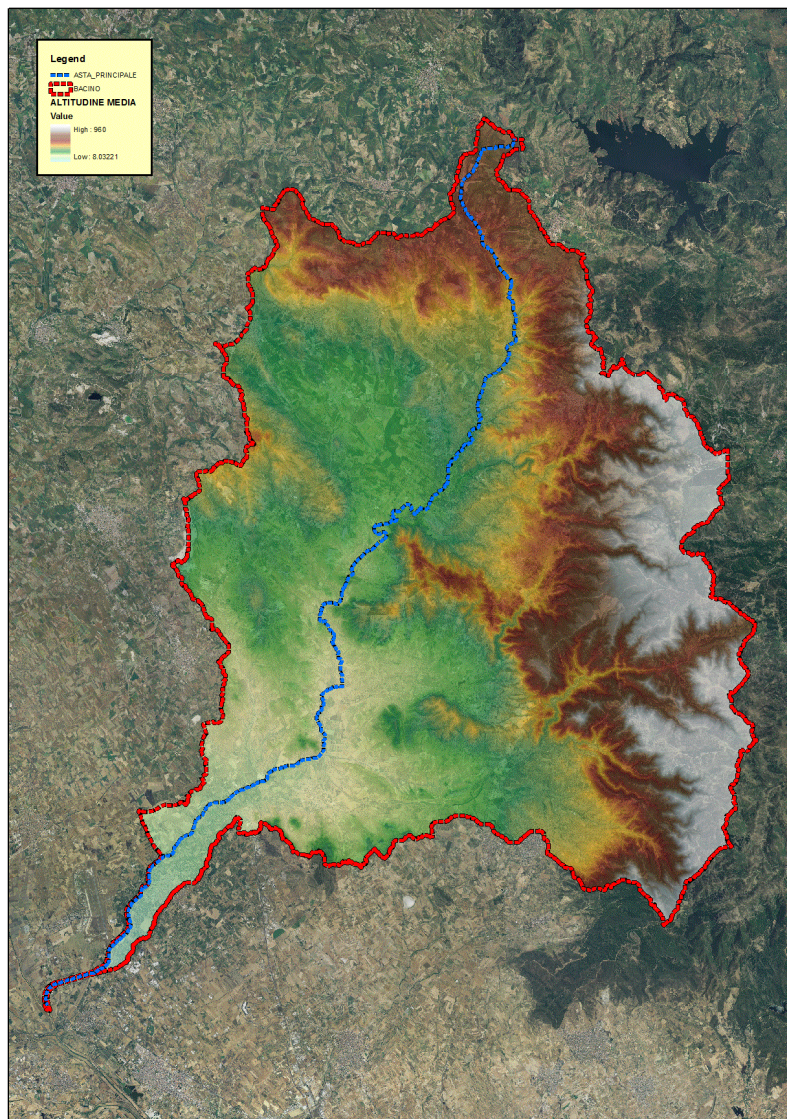 Legend
ASTA_PRINCIPALE
BACINO
ALTITUDINE MEDIA
Value
High : 960
Low : 8.03221